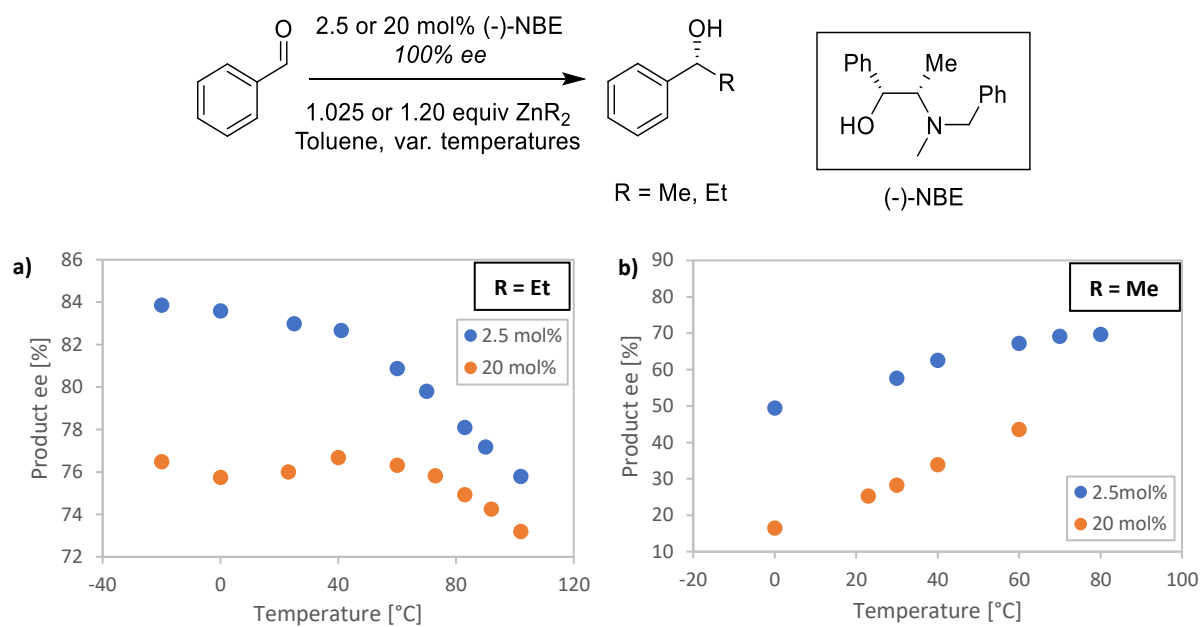 O
2.5 or 20 mol% (-)-NBE
100% ee
1.025 or 1.20 equiv ZnR2
Toluene, var. temperatures
OH
R
R = Me, Et
Ph
Me
Ph
HO
N
(-)-NBE
a)
R = Et
2.5 mol%
20 mol%
Product ee [%]
86
84
82
80
78
76
74
72
-40
0
40
80
120
Temperature [°C]
b)
R = Me
2.5mol%
20 mol%
Product ee [%]
90
80
70
60
50
40
30
20
10
-20
0
20
40
60
80
100
Temperature [°C]